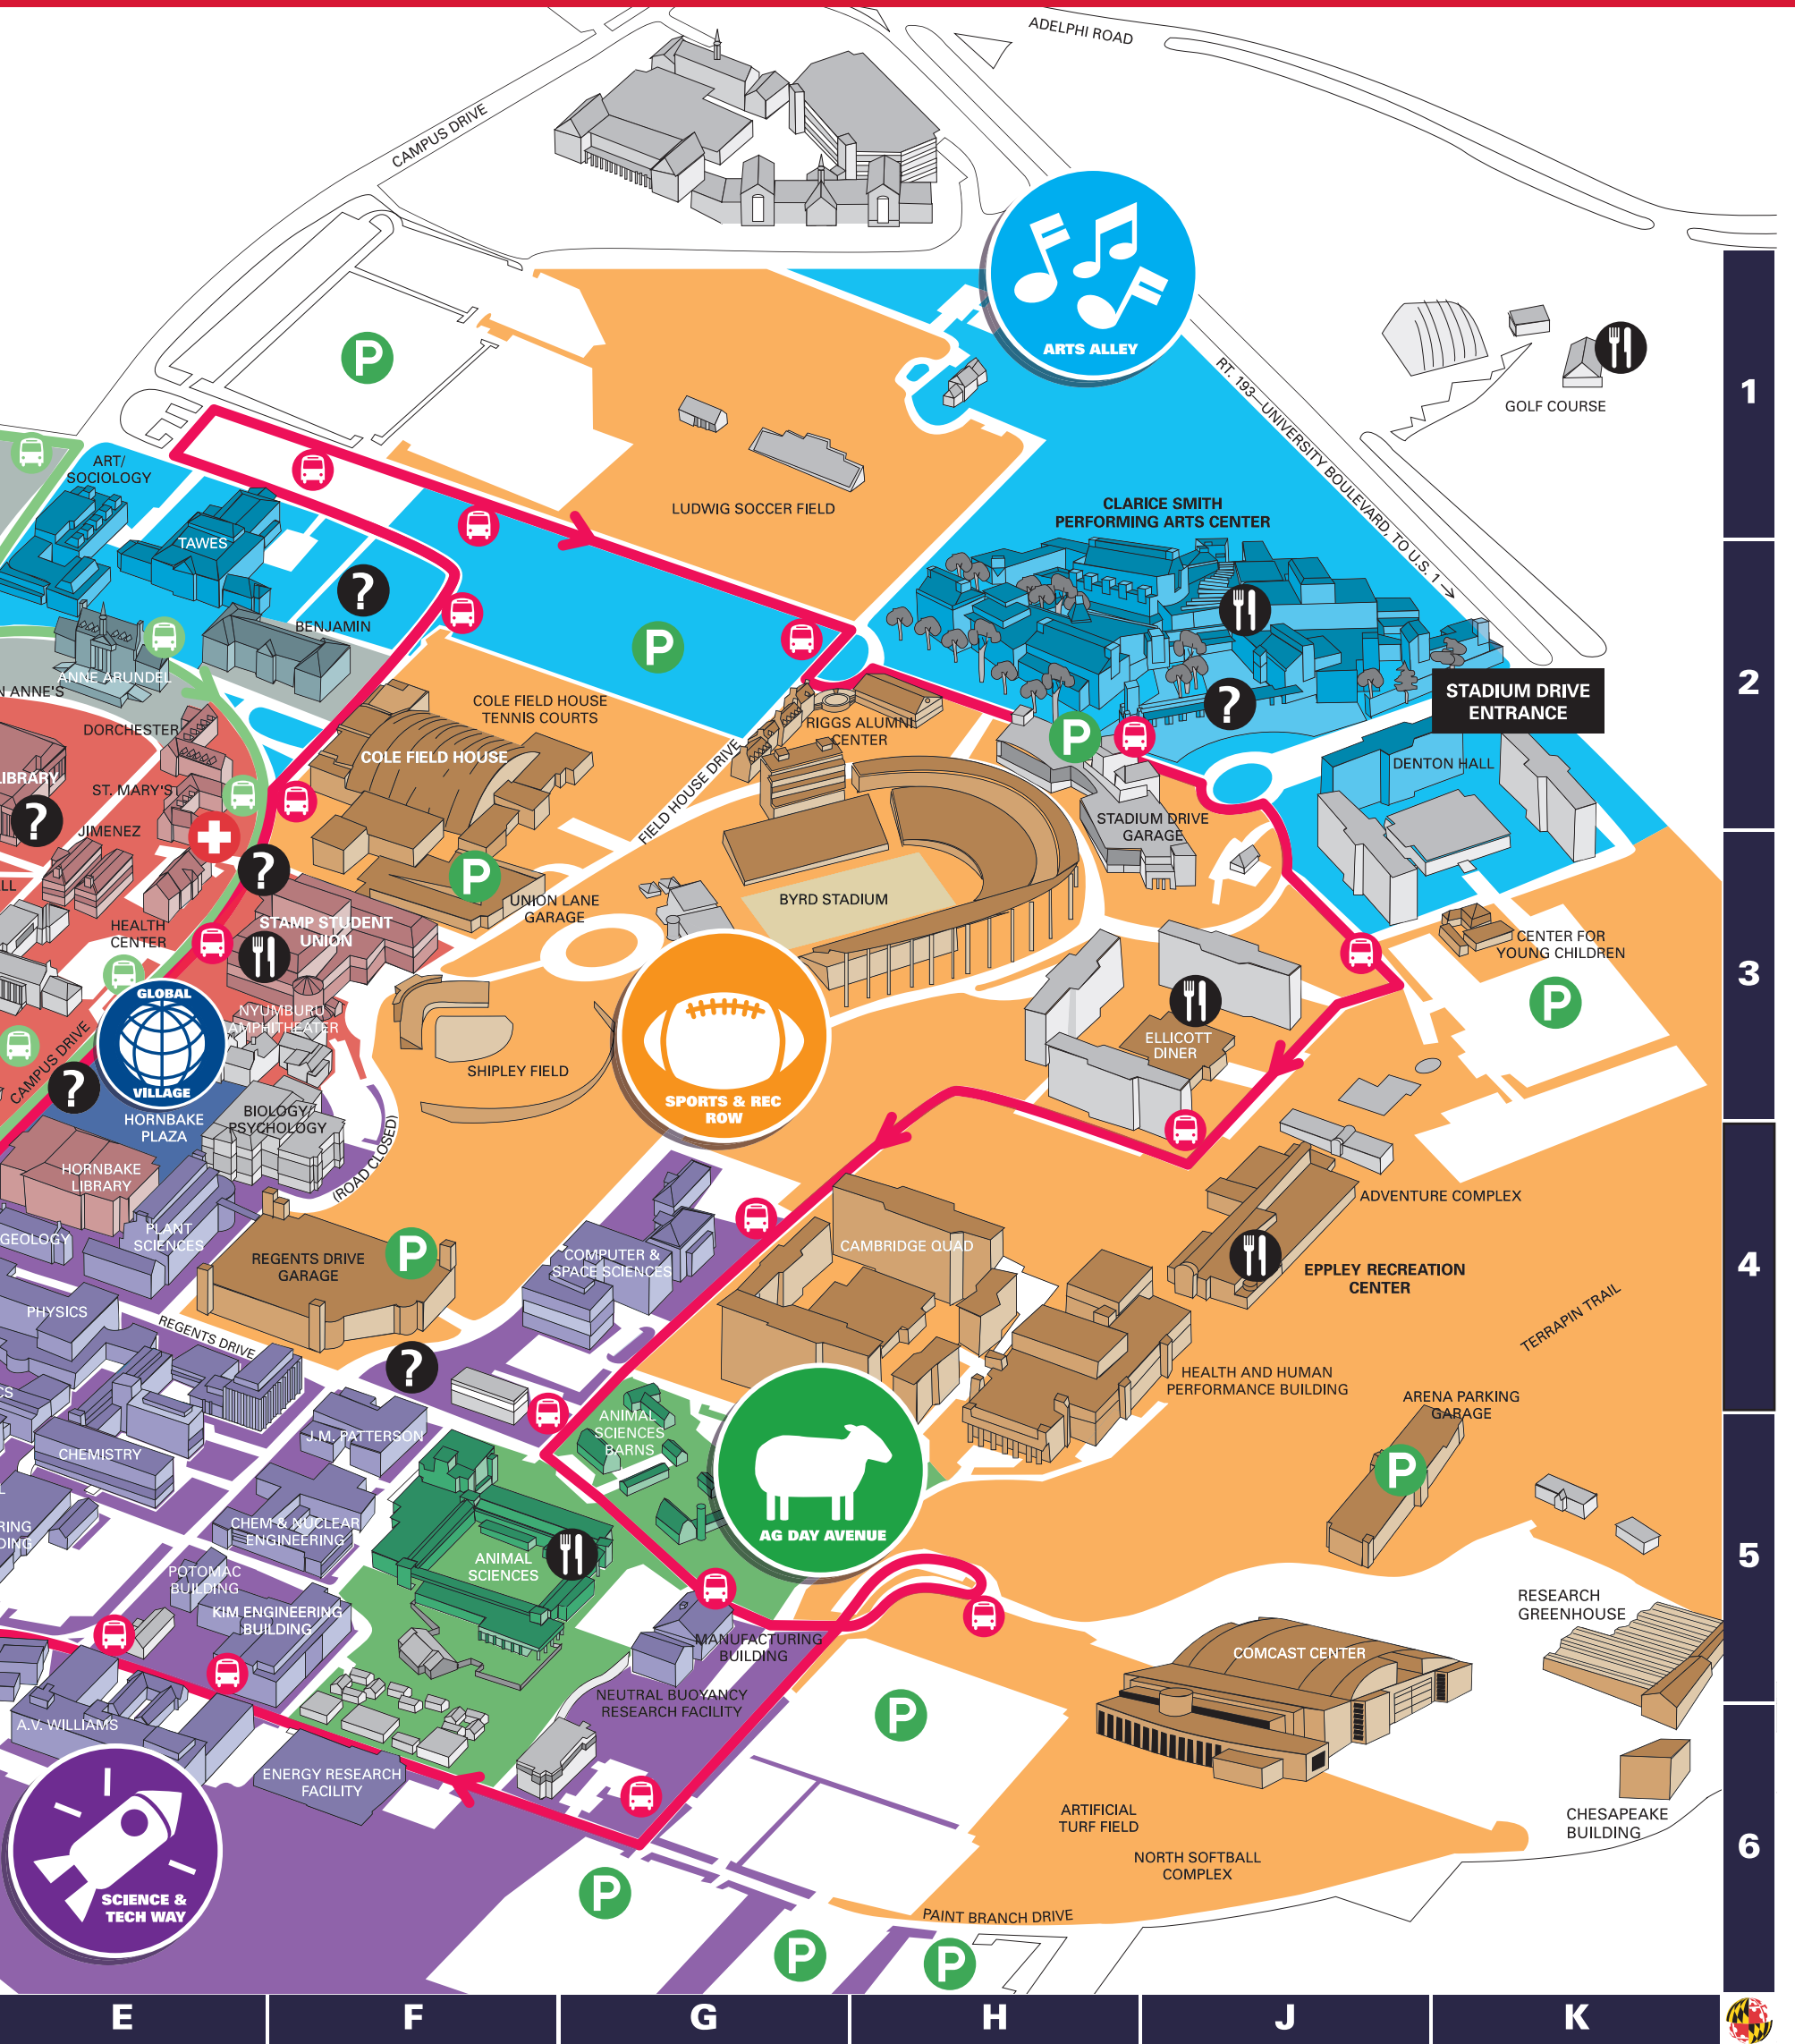 ADELPHI ROAD
CAMPUS DRIVE
ARTS ALLEY
P
RT. 193—UNIVERSITY BOULEVARD, TO U.S. 1
GOLF COURSE
1
ART/
SOCIOLOGY
TAWES
LUDWIG SOCCER FIELD
CLARICE SMITH
PERFORMING ARTS CENTER
?
BENJAMIN
P
ANNE ARUNDEL
N ANNE'S
DORCHESTER
COLE FIELD HOUSE
TENNIS COURTS
RIGGS ALUMNI
CENTER
P
?
STADIUM DRIVE
ENTRANCE
2
COLE FIELD HOUSE
FIELD HOUSE DRIVE
DENTON HALL
IBRARY
ST. MARY'S
?
JIMENEZ
STADIUM DRIVE
GARAGE
LL
?
P
UNION LANE
GARAGE
BYRD STADIUM
HEALTH
CENTER
STAMP STUDENT
UNION
CENTER FOR
YOUNG CHILDREN
3
P
GLOBAL
VILLAGE
NYUMBURU
AMPHITHEATER
CAMPUS DRIVE
?
SHIPLEY FIELD
SPORTS & REC
ROW
ELLICOTT
DINER
HORNBAKE
PLAZA
BIOLOGY/
PSYCHOLOGY
(ROAD CLOSED)
HORNBAKE
LIBRARY
GEOLOGY
PLANT
SCIENCES
REGENTS DRIVE
GARAGE
P
COMPUTER &
SPACE SCIENCES
CAMBRIDGE QUAD
ADVENTURE COMPLEX
EPPLEY RECREATION
CENTER
4
PHYSICS
REGENTS DRIVE
TERRAPIN TRAIL
?
CS
HEALTH AND HUMAN
PERFORMANCE BUILDING
ARENA PARKING
GARAGE
P
J.M. PATTERSON
ANIMAL
SCIENCES
BARNS
CHEMISTRY
L
RING
DING
CHEM & NUCLEAR
ENGINEERING
AG DAY AVENUE
ANIMAL
SCIENCES
5
POTOMAC
BUILDING
KIM ENGINEERING
BUILDING
RESEARCH
GREENHOUSE
MANUFACTURING
BUILDING
COMCAST CENTER
NEUTRAL BUOYANCY
RESEARCH FACILITY
P
A.V. WILLIAMS
ENERGY RESEARCH
FACILITY
ARTIFICIAL
TURF FIELD
CHESAPEAKE
BUILDING
6
NORTH SOFTBALL
COMPLEX
SCIENCE &
TECH WAY
P
PAINT BRANCH DRIVE
P
P
E
F
G
H
J
K